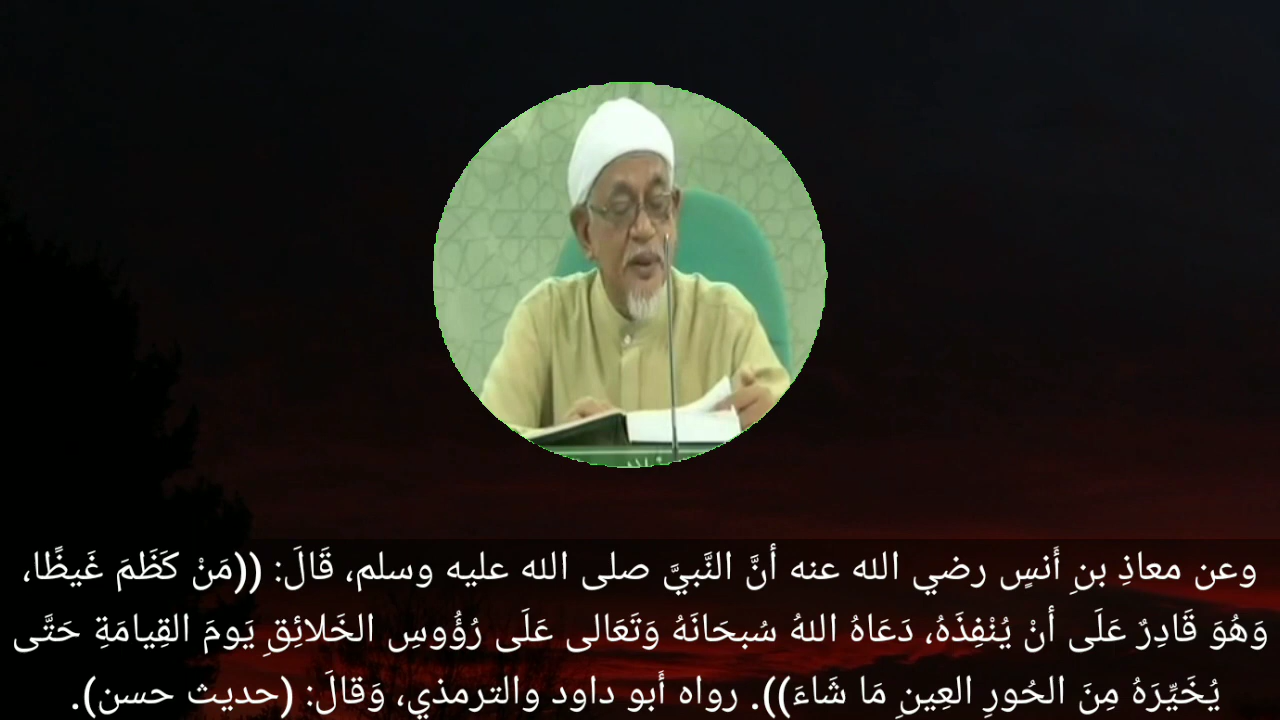 وعن معاذِ بنِ أَنسٍ رضي الله عنه أنَّ النَّبيَّ صلى الله عليه وسلم، قَالَ: ((مَنْ كَظَمَ غَيظًا،
وَهُوَ قَادِرٌ عَلَى أنْ يُنْفِذَهُ، دَعَاهُ اللهُ سُبحَانَهُ وَتَعَالى عَلَى رُؤُوسِ الخَلائِقِ يَومَ القِيامَةِ حَتَّى
يُخَيِّرَهُ مِنَ الحُورِ العِينِ مَا شَاءَ)). رواه أَبو داود والترمذي، وَقالَ: (حديث حسن).